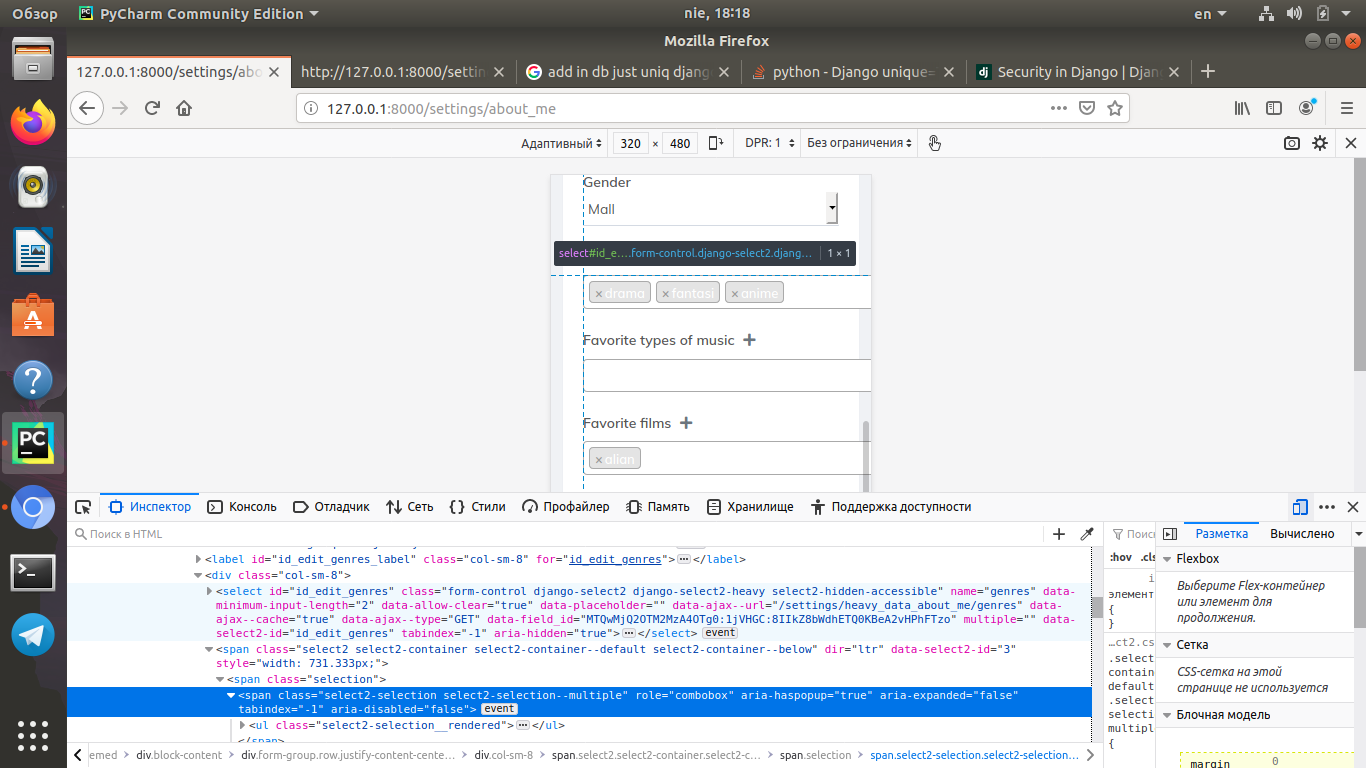 Обзор
PyCharm Community Edition
nie, 18:18
en
Mozilla Firefox
127.0.0.1:8000/settings/abo
http://127.0.0.1:8000/settin
add in db just uniq djang
python - Django unique=
Security in Django | Djan
127.0.0.1:8000/settings/about_me
Адаптивный
320 × 480
DPR: 1
Без ограничения
Gender
Mall
select#id_e….form-control.django-select2.djang… 1 × 1
×drama ×fantasi ×anime
Favorite types of music +
Favorite films +
×alian
Инспектор
Консоль
Отладчик
Сеть
Стили
Профайлер
Память
Хранилище
Поддержка доступности
Поиск в HTML
<label id="id_edit_genres_label" class="col-sm-8" for="id_edit_genres">…</label>
<div class="col-sm-8">
<select id="id_edit_genres" class="form-control django-select2 django-select2-heavy select2-hidden-accessible" name="genres" data-
minimum-input-length="2" data-allow-clear="true" data-placeholder="" data-ajax--url="/settings/heavy_data_about_me/genres" data-
ajax--cache="true" data-ajax--type="GET" data-field_id="MTQwMjQ2OTM2MzA4OTg0:1jVHGC:8IIkZ8bWdhETQ0KBeA2vHPhFTzo" multiple="" data-
select2-id="id_edit_genres" tabindex="-1" aria-hidden="true">…</select> event
<span class="select2 select2-container select2-container--default select2-container--below" dir="ltr" data-select2-id="3"
style="width: 731.333px;">
<span class="selection">
<span class="select2-selection select2-selection--multiple" role="combobox" aria-haspopup="true" aria-expanded="false"
tabindex="-1" aria-disabled="false"> event
<ul class="select2-selection__rendered">…</ul>
</span>
emed
div.block-content
div.form-group.row.justify-content-cente…
div.col-sm-8
span.select2.select2-container.select2-c…
span.selection
span.select2-selection.select2-selection…
Поис
:hov .cls
элемент
{
}
…ct2.cs
.select
contain
default
.select
selecti
multipl
{
Разметка
Вычислено
Flexbox
Выберите Flex-контейнер
или элемент для
продолжения.
Сетка
CSS-сетка на этой
странице не используется
Блочная модель
margin
0